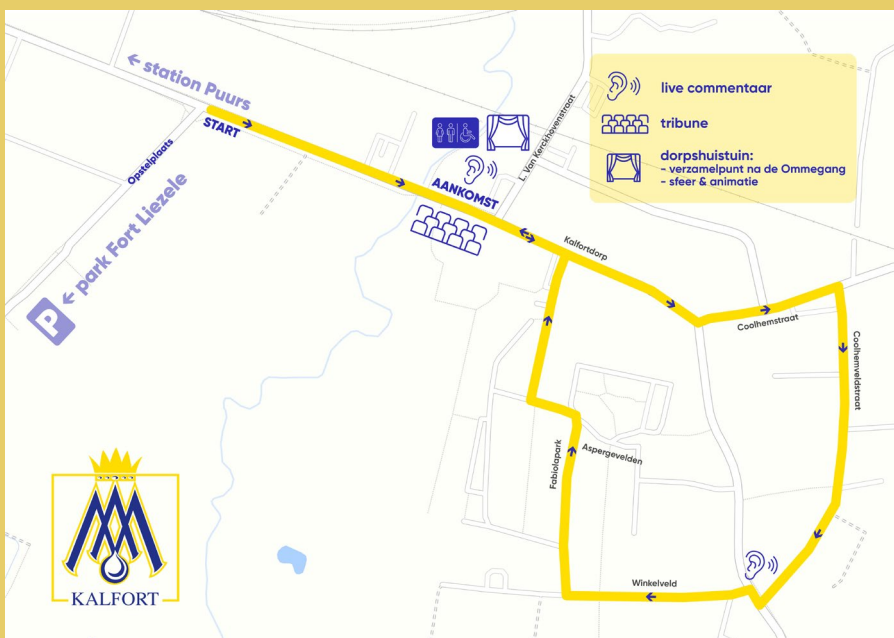 ← station Puurs
START
Opstelplaats
P ← park Fort Liezele
AANKOMST
L. Van Kerckhovenstraat
live commentaar
tribune
dorpshuistuin:
- verzamelpunt na de Ommegang
- sfeer & animatie
Kalfortdorp
Coolhemstraat
Coolhemveldstraat
Aspergevelden
Fabiolapark
Winkelveld
KALFORT